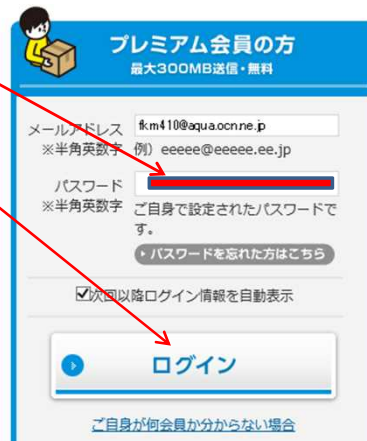 プレミアム会員の方
最大300MB送信・無料
メールアドレス fkm410@aqua.ocn.ne.jp
※半角英数字 例）eeeee@eeeee.ee.jp
パスワード
※半角英数字 ご自身で設定されたパスワードで
す。
パスワードを忘れた方はこちら
次回以降ログイン情報を自動表示
ログイン
ご自身が何会員か分からない場合